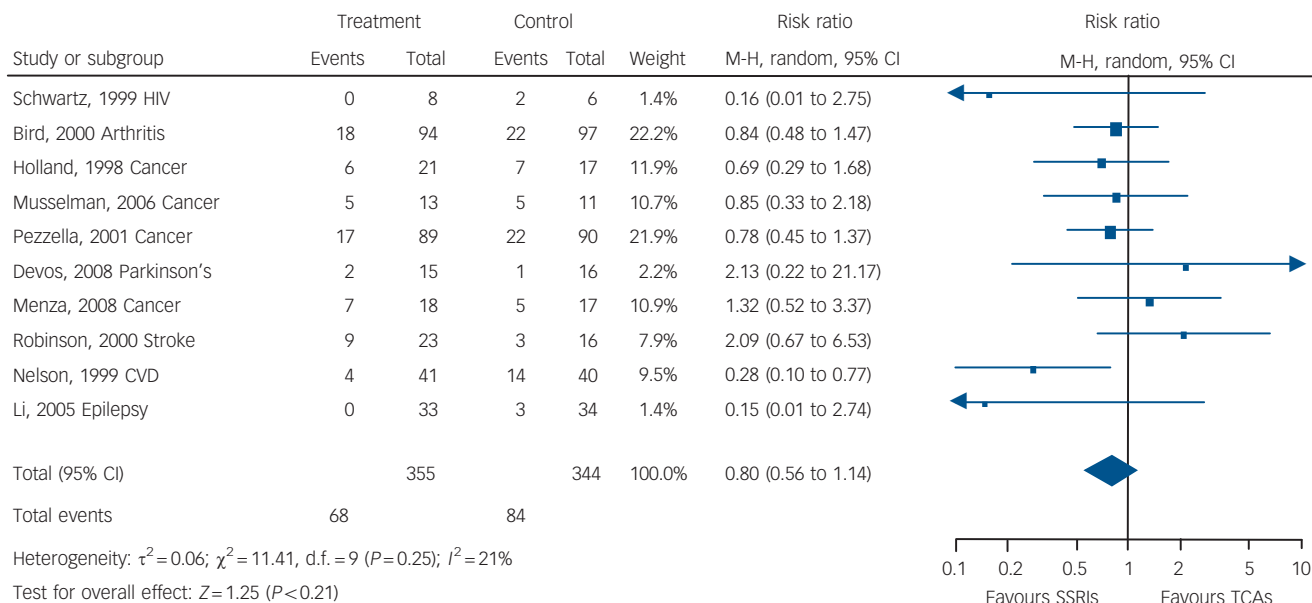 Treatment Control Risk ratio Risk ratio
Study or subgroup Events Total Events Total Weight M-H, random, 95% CI M-H, random, 95% CI
Schwartz, 1999 HIV 0 8 2 6 1.4% 0.16 (0.01 to 2.75)
Bird, 2000 Arthritis 18 94 22 97 22.2% 0.84 (0.48 to 1.47)
Holland, 1998 Cancer 6 21 7 17 11.9% 0.69 (0.29 to 1.68)
Musselman, 2006 Cancer 5 13 5 11 10.7% 0.85 (0.33 to 2.18)
Pezzella, 2001 Cancer 17 89 22 90 21.9% 0.78 (0.45 to 1.37)
Devos, 2008 Parkinson's 2 15 1 16 2.2% 2.13 (0.22 to 21.17)
Menza, 2008 Cancer 7 18 5 17 10.9% 1.32 (0.52 to 3.37)
Robinson, 2000 Stroke 9 23 3 16 7.9% 2.09 (0.67 to 6.53)
Nelson, 1999 CVD 4 41 14 40 9.5% 0.28 (0.10 to 0.77)
Li, 2005 Epilepsy 0 33 3 34 1.4% 0.15 (0.01 to 2.74)
Total (95% CI) 355 344 100.0% 0.80 (0.56 to 1.14)
Total events 68 84
Heterogeneity: τ²=0.06; χ²=11.41, d.f.=9 (P=0.25); I²=21%
Test for overall effect: Z=1.25 (P<0.21)
0.1 0.2 0.5 1 2 5 10
Favours SSRIs Favours TCAs